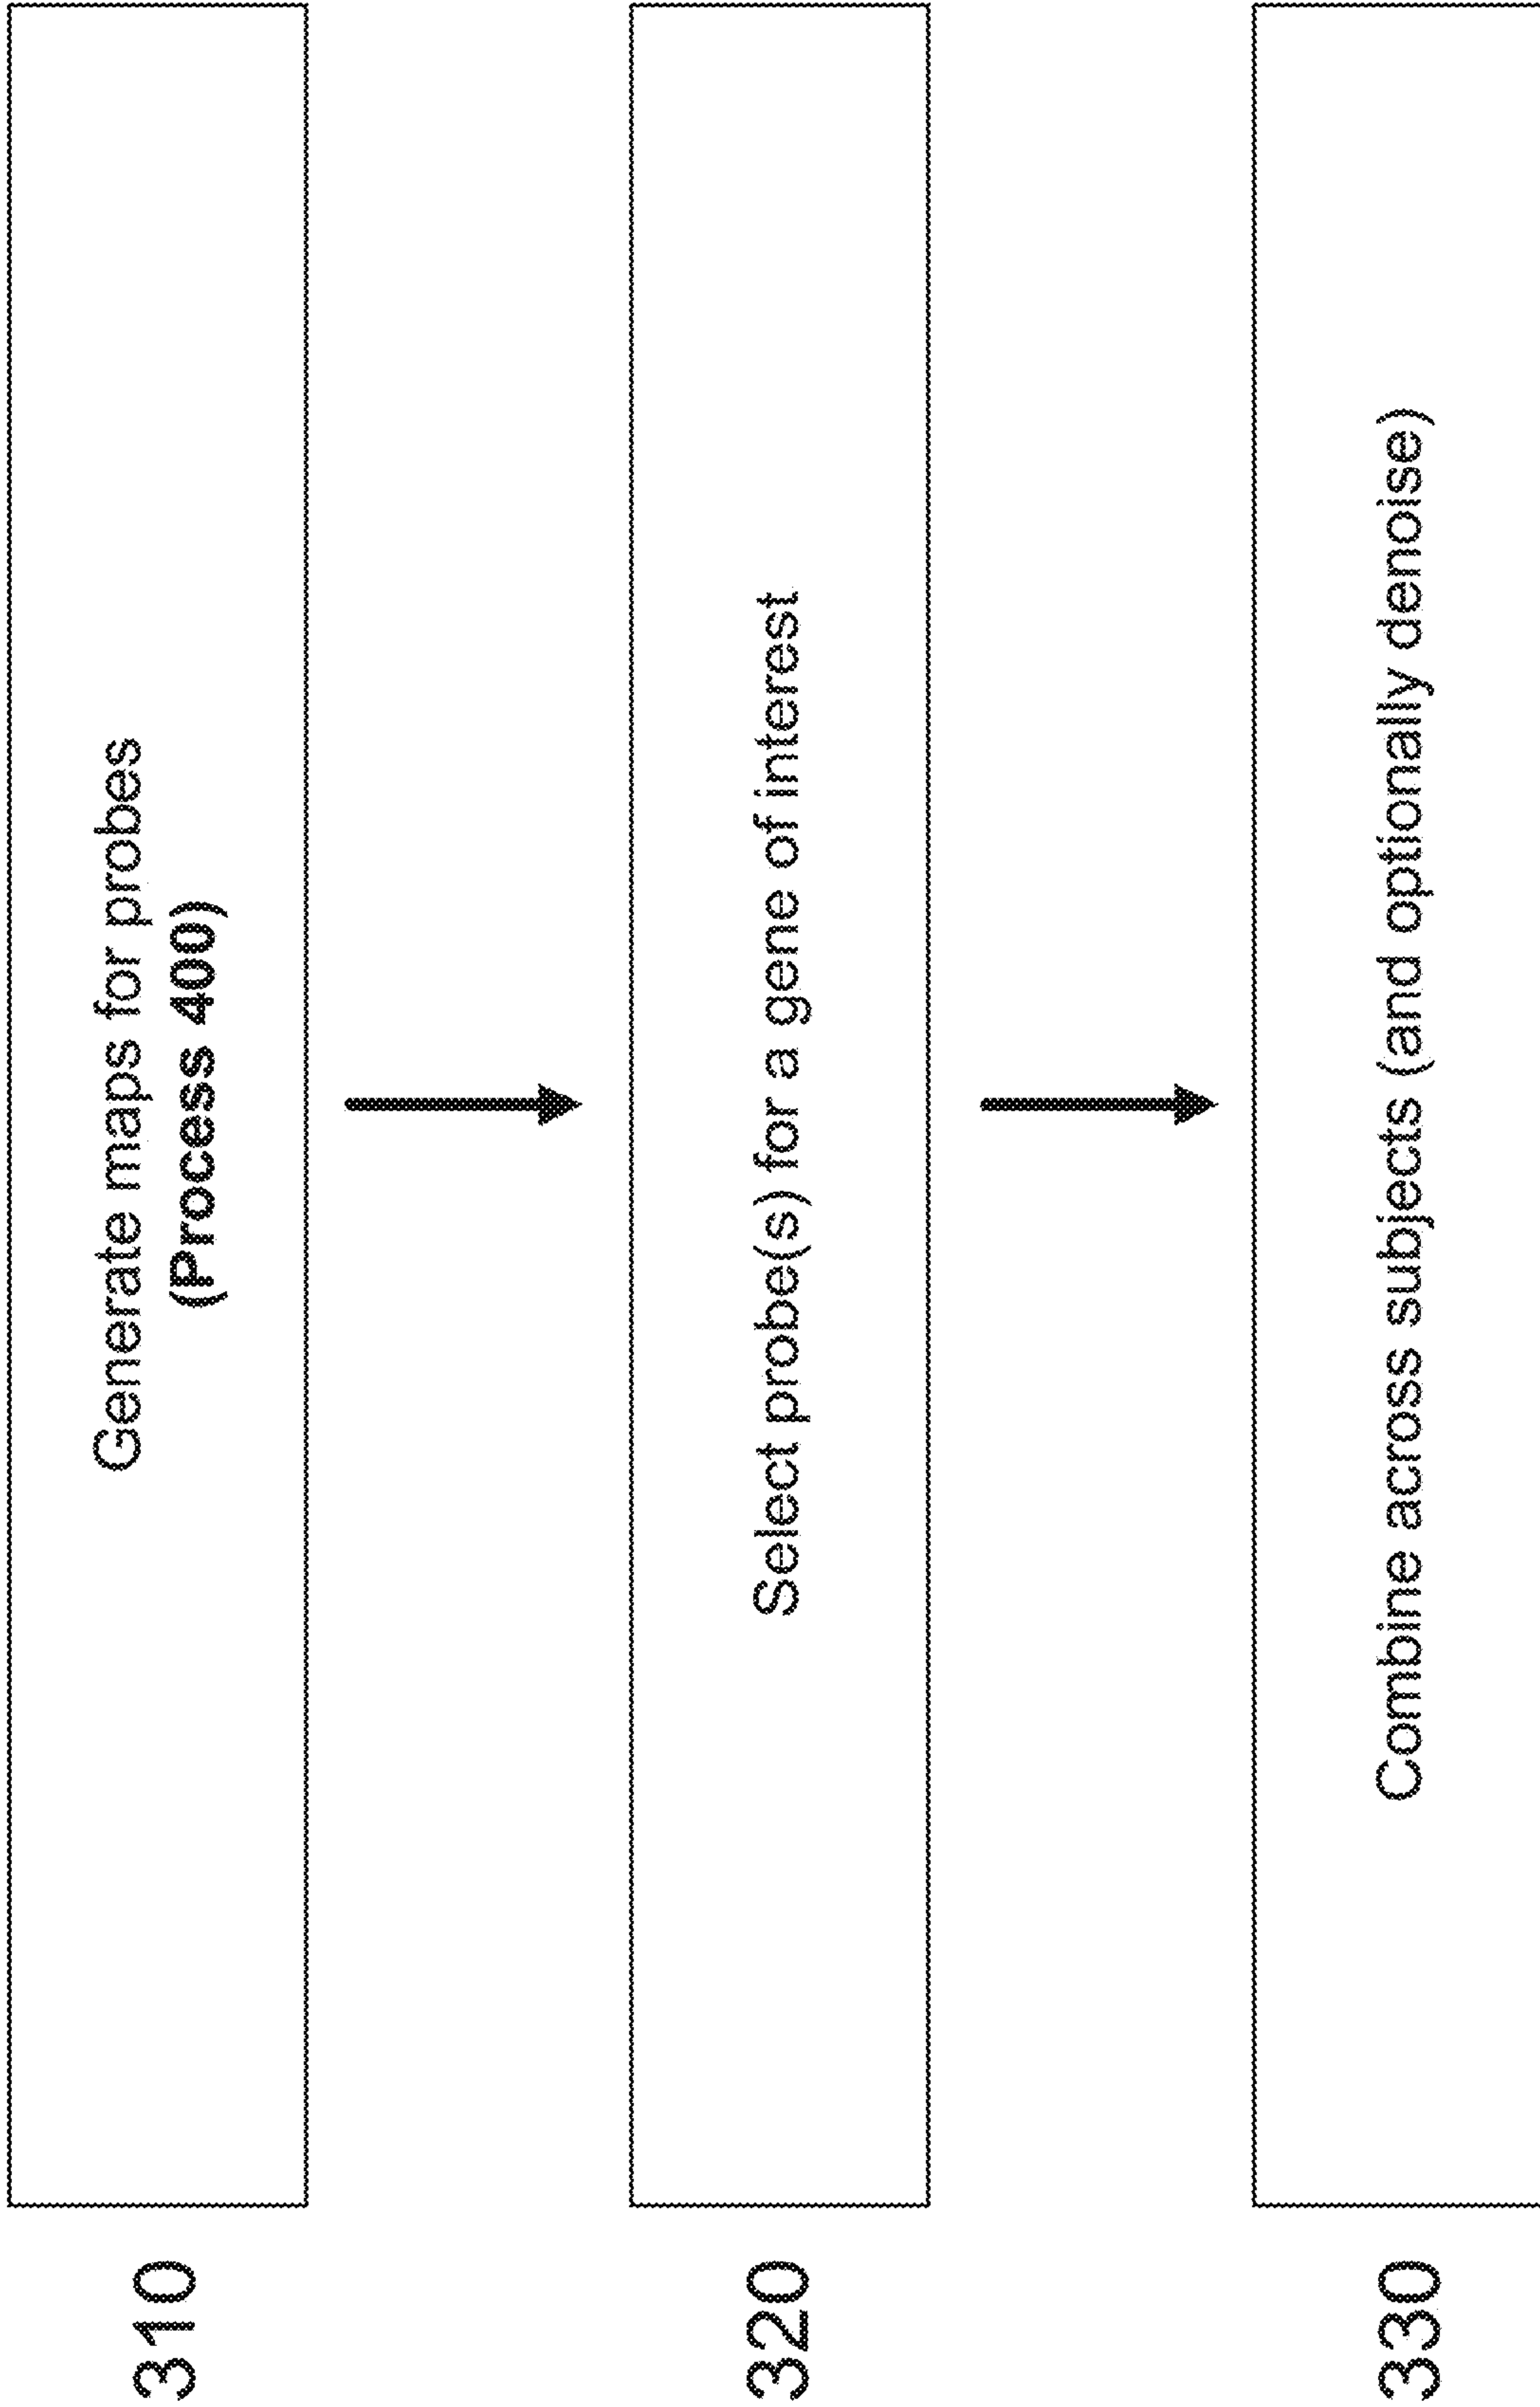 310
Generate maps for probes
(Process 400)
320
Select probe(s) for a gene of interest
330
Combine across subjects (and optionally denoise)